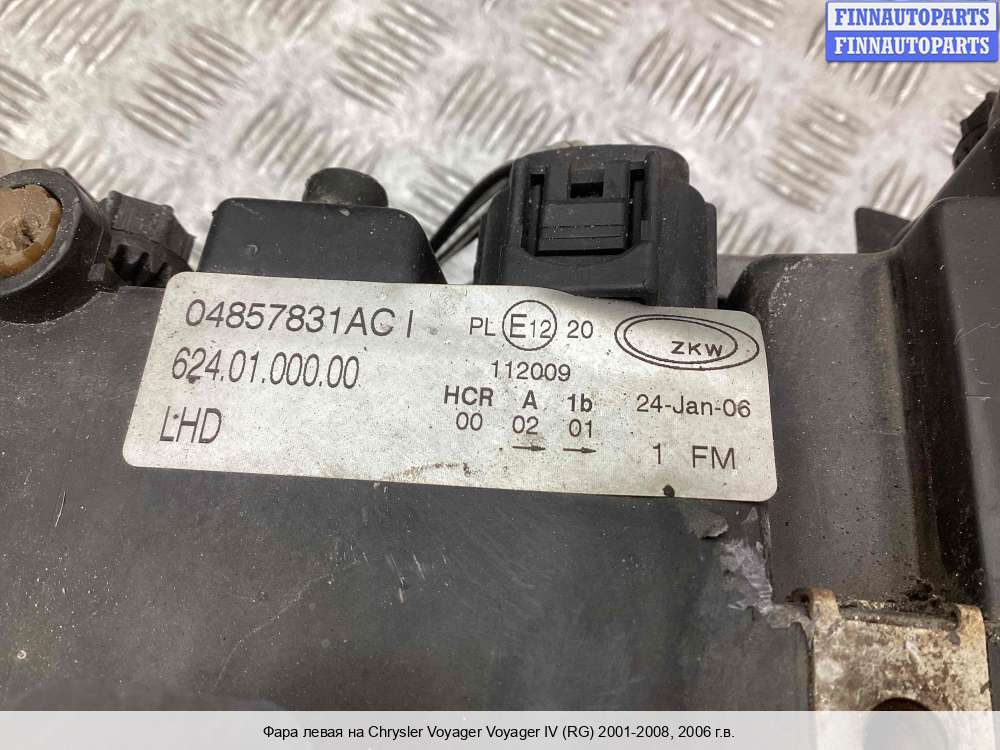 FINNAUTOPARTS
FINNAUTOPARTS
04857831AC I
624.01.000.00
LHD
PL E12 20
112009
HCR A 1b
00 02 01
→ →
ZKW
24-Jan-06
1 FM
Фара левая на Chrysler Voyager Voyager IV (RG) 2001-2008, 2006 г.в.